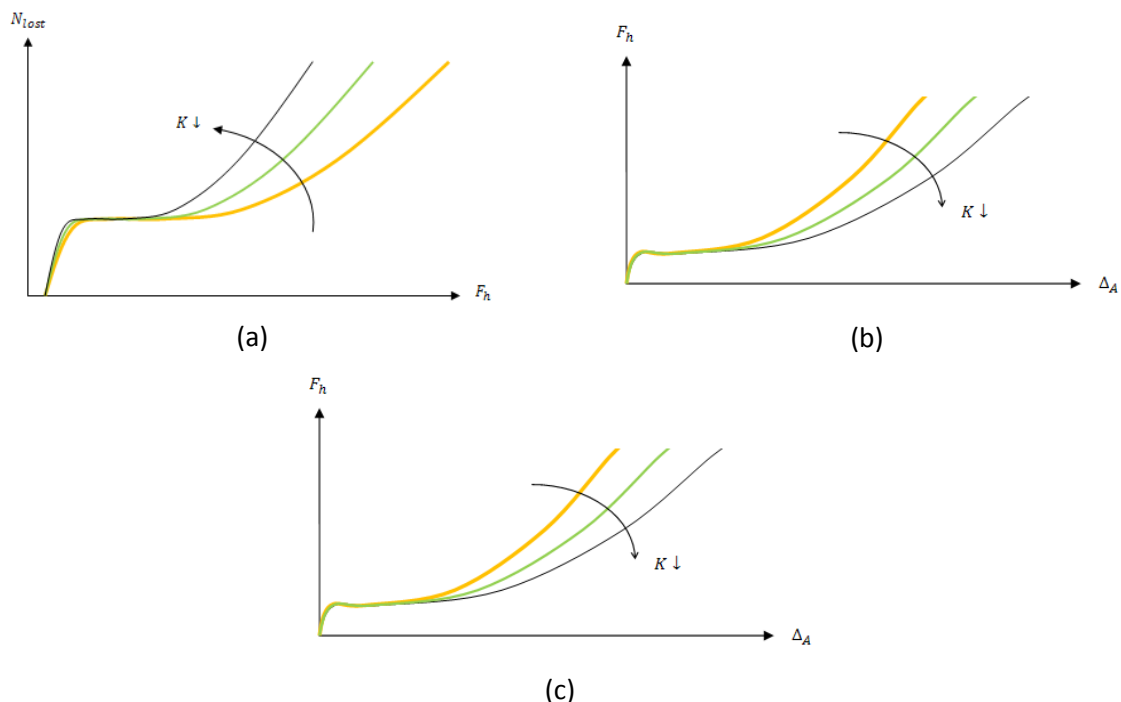 N_lost
K ↓
F_h
(a)
F_h
K ↓
Δ_A
(b)
F_h
K ↓
Δ_A
(c)